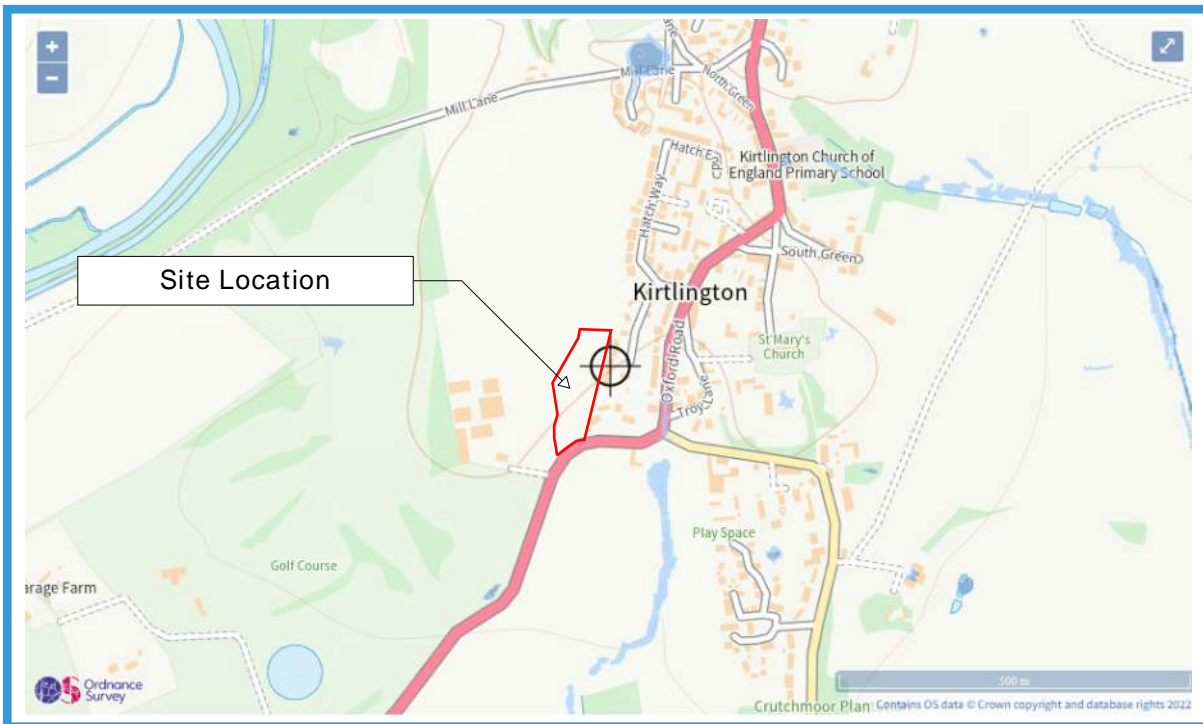 +
−
Lane
Mill Lane
Mill Lane
North Green
Hatch E
Kirtlington Church of
England Primary School
Hatch Way
South Green
Site Location
Kirtlington
St Mary's
Church
Oxford Road
Troy Lane
Play Space
Golf Course
arage Farm
Ordnance
Survey
500 m
Crutchmoor Plan
Contains OS data © Crown copyright and database rights 2022